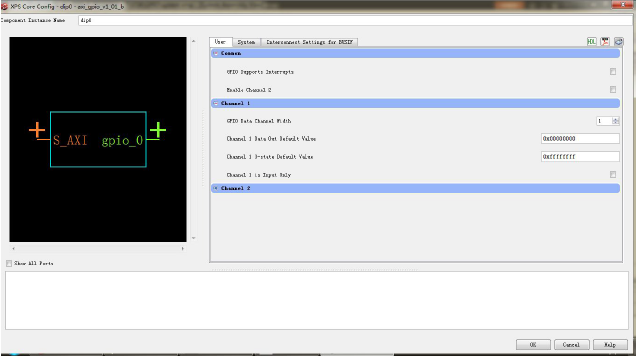 XPS Core Config - dip0 - axi_gpio_v1_01_b
Component Instance Name dip0
User System Interconnect Settings for BUSIF
HDL
Common
GPIO Supports Interrupts
Enable Channel 2
Channel 1
GPIO Data Channel Width 1
Channel 1 Data Out Default Value 0x00000000
Channel 1 3-state Default Value 0xffffffff
Channel 1 is Input Only
Channel 2
S_AXI gpio_0
Show All Ports
OK Cancel Help